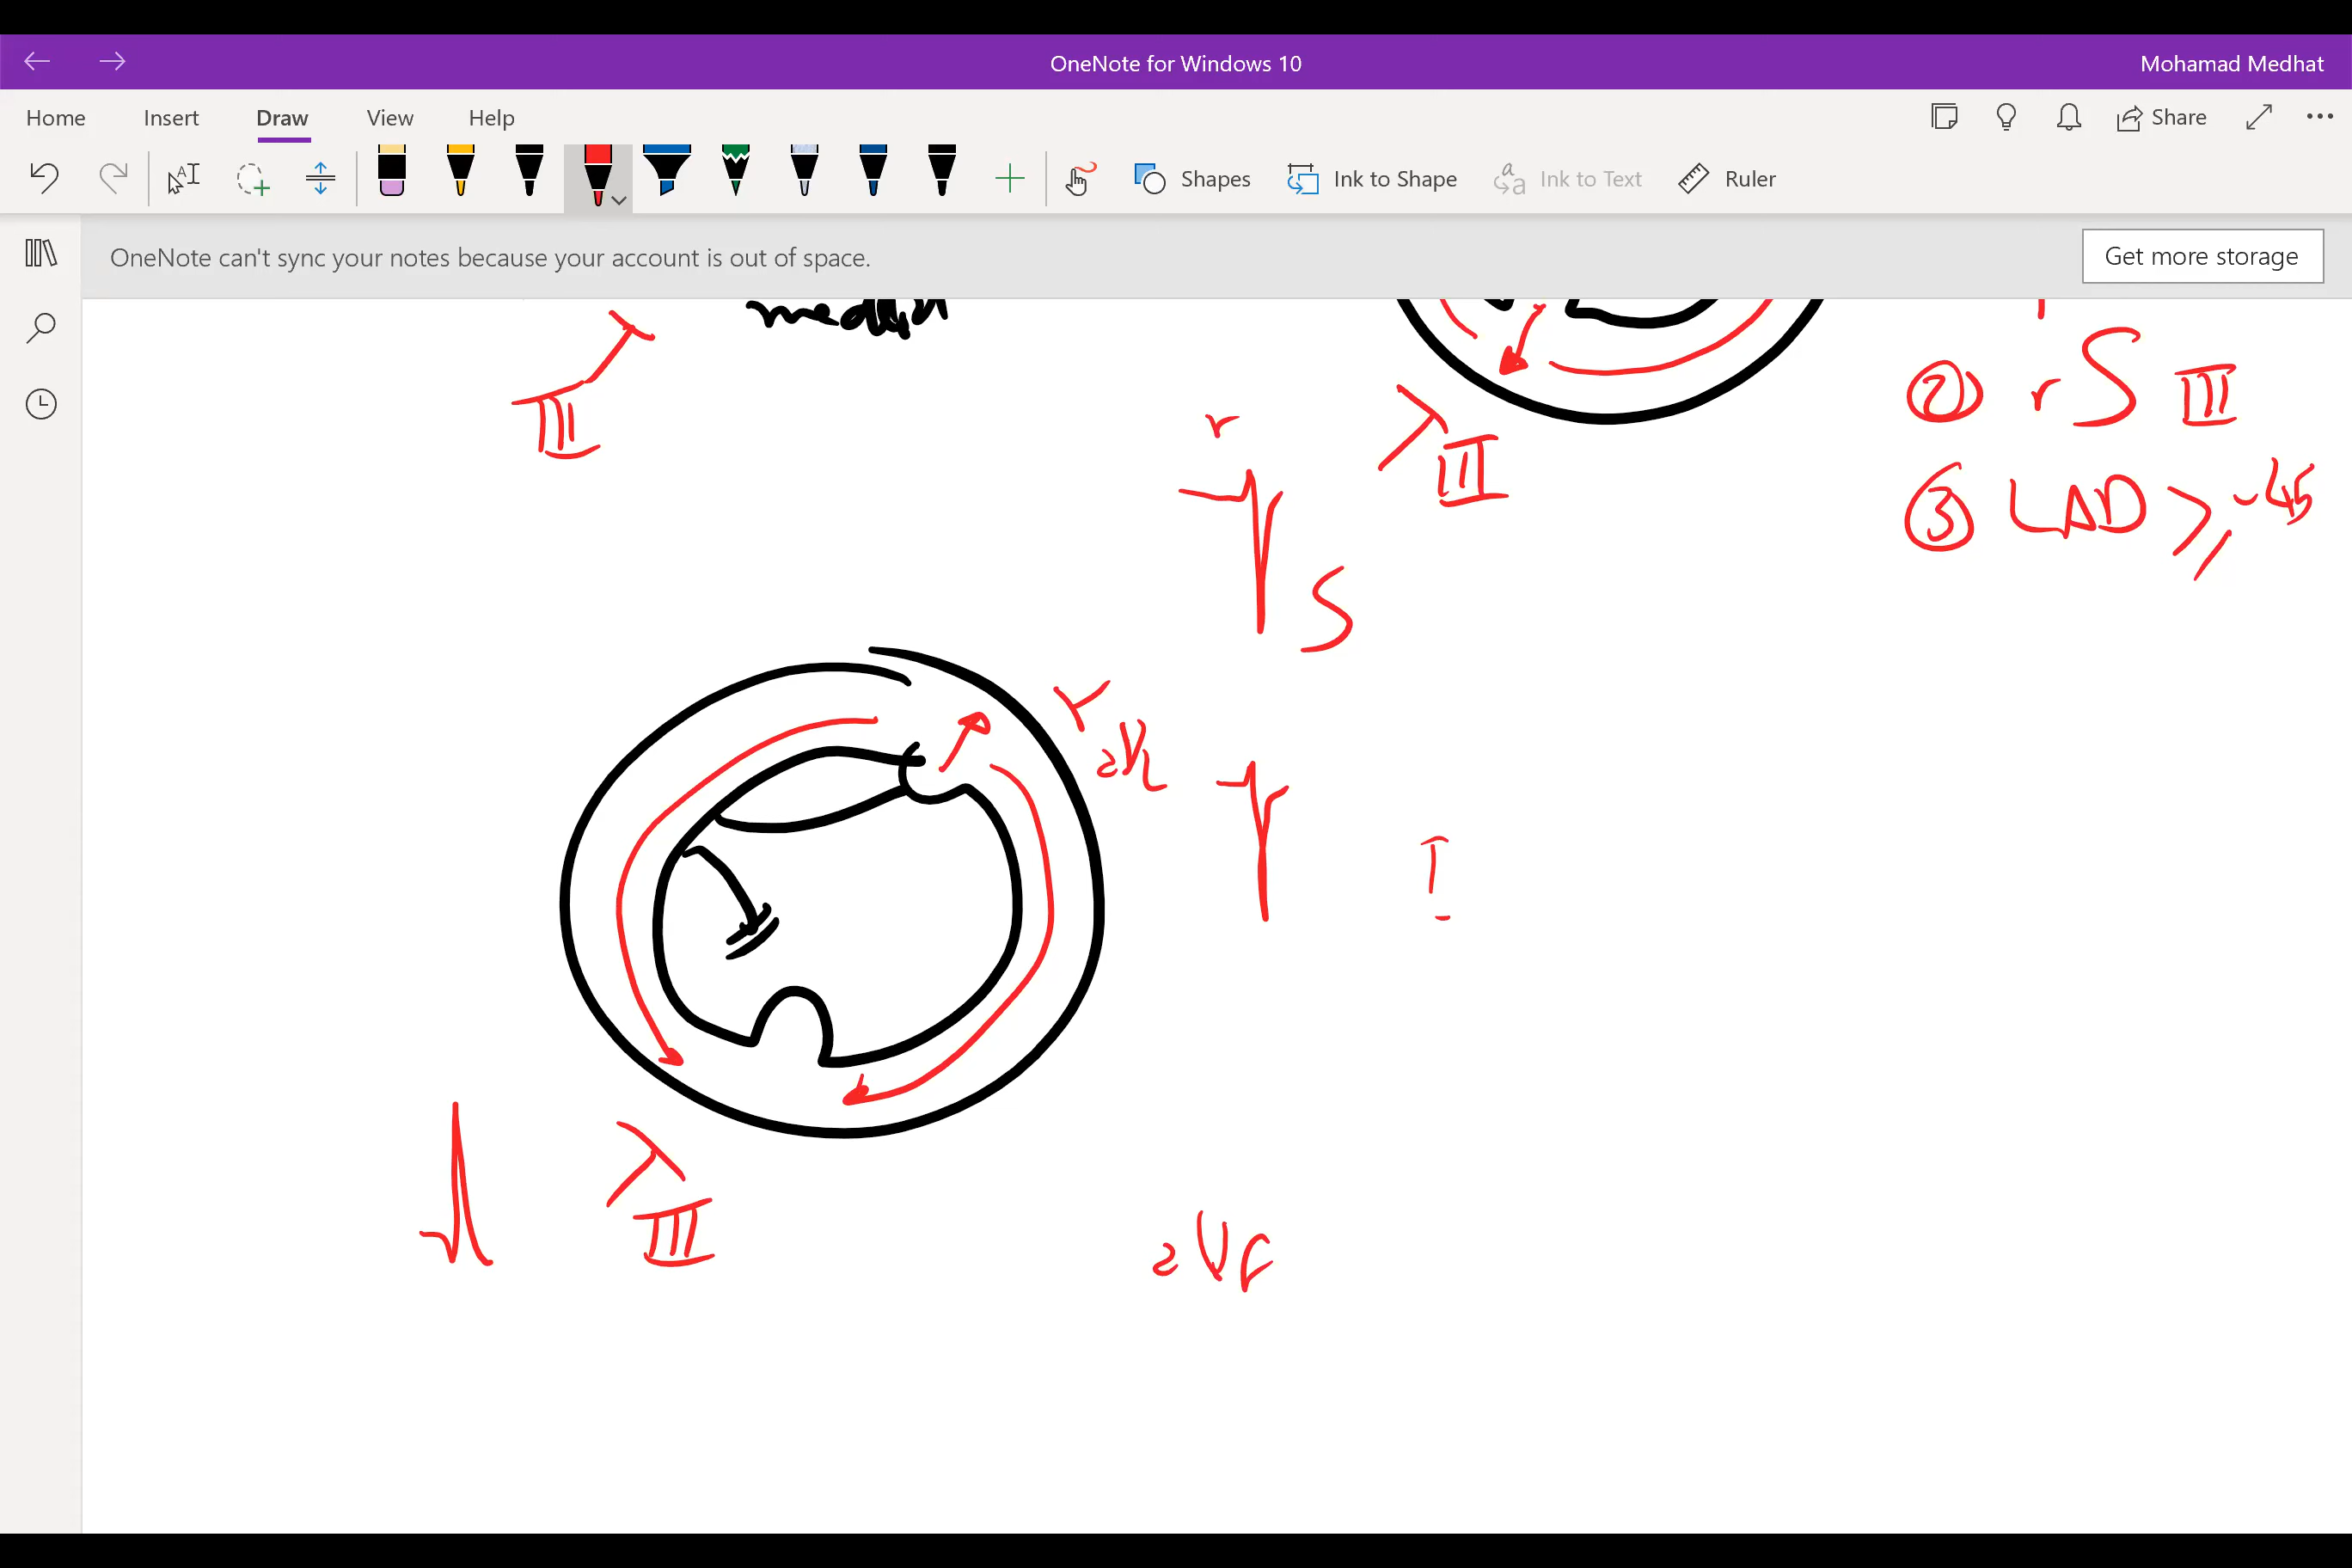 OneNote for Windows 10
Mohamad Medhat
Home Insert Draw View Help
Share
Shapes Ink to Shape Ink to Text Ruler
OneNote can't sync your notes because your account is out of space.
Get more storage
III
r
S
III
② rS III
③ LAD ≥ -45
aVL
I
III
aVF